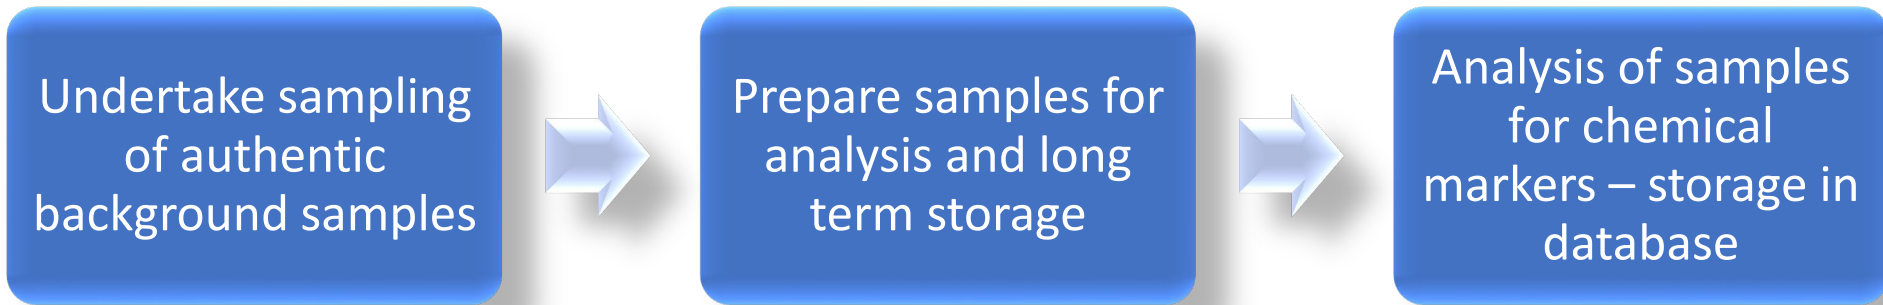 Undertake sampling
of authentic
background samples
Prepare samples for
analysis and long
term storage
Analysis of samples
for chemical
markers – storage in
database